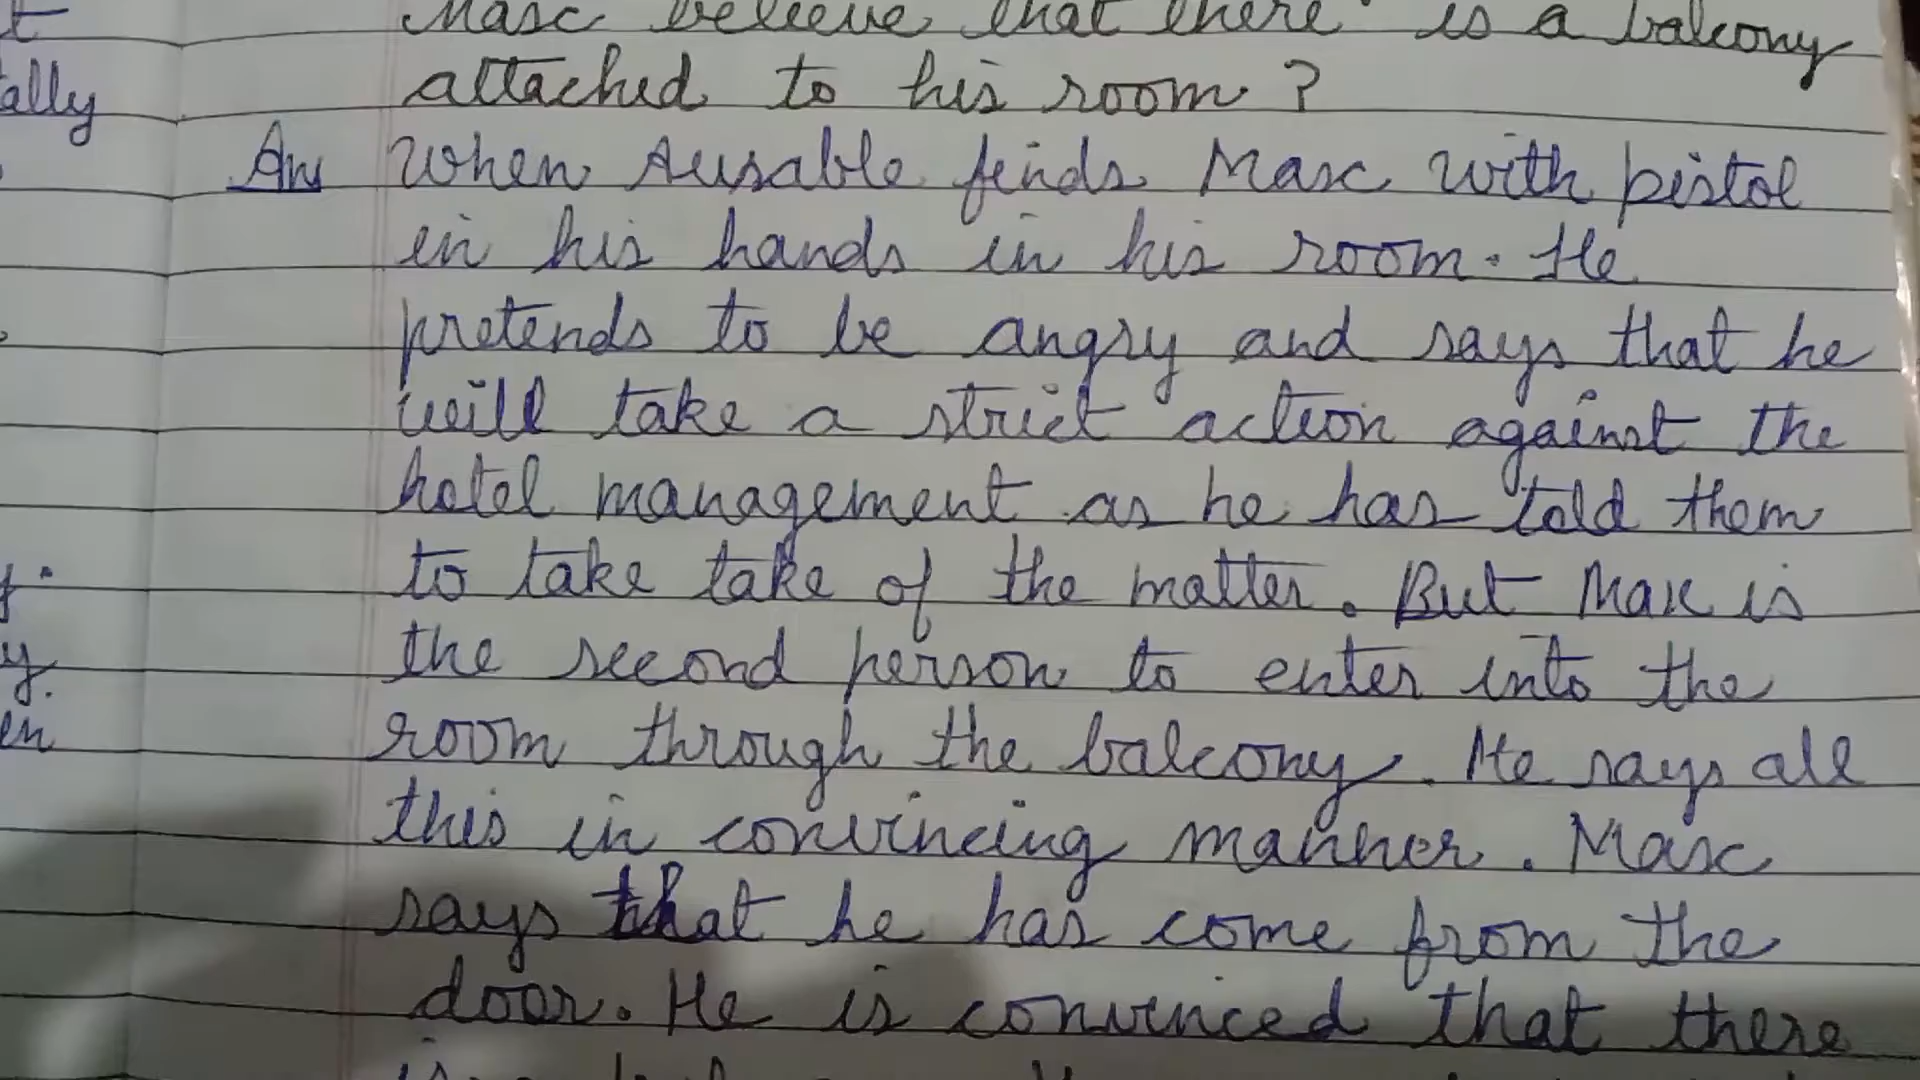 t
Max believe that there is a balcony
ally
attached to his room?
Ans When Ausable finds Max with pistol
in his hands in his room. He
pretends to be angry and says that he
will take a strict action against the
hotel management as he has told them
to take take of the matter. But Max is
the second person to enter into the
y.
room through the balcony. He says all
en
this in convincing manner. Max
says that he has come from the
door. He is convinced that there